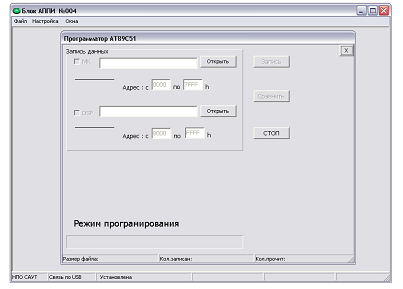 Блок АППИ №004
Файл Настройка Окна
Программатор AT89C51
Запись данных
X
МК Открыть Запись
Адрес : с 0000 по FFFF h
Сравнить
DSP Открыть
Адрес : с 0000 по FFFF h СТОП
Режим програмирования
Размер файла: Кол.записан: Кол.прочит:
НПО САУТ Связь по USB Установлена